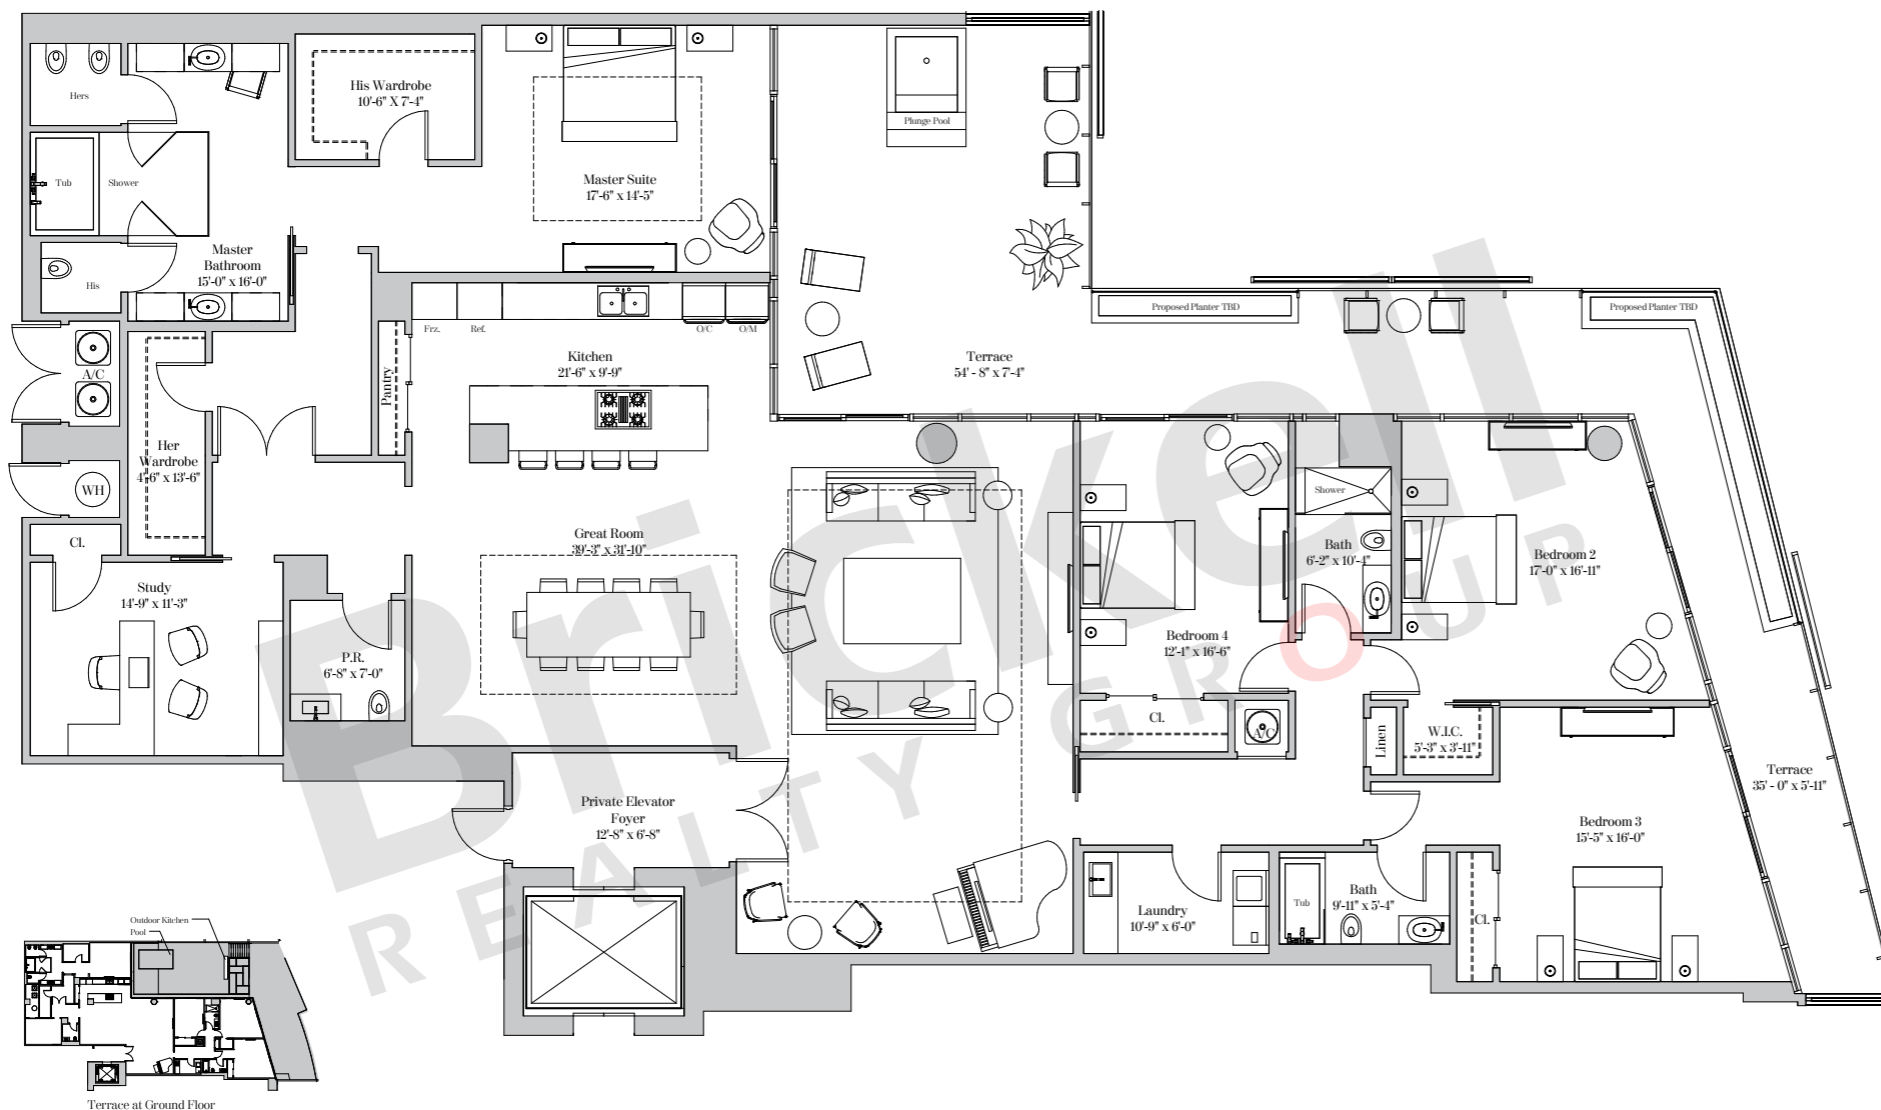 Hers
Tub
Shower
His
Master
Bathroom
15'-0" x 16'-0"
His Wardrobe
10'-6" X 7'-4"
Master Suite
17'-6" x 14'-5"
Plunge Pool
A/C
WH
Her
Wardrobe
4'-6" x 13'-6"
Pantry
Frz.
Ref.
O/C
O/M
Kitchen
21'-6" x 9'-9"
Terrace
54' - 8" x 7'-4"
Proposed Planter TBD
Proposed Planter TBD
Cl.
Study
14'-9" x 11'-3"
P.R.
6'-8" x 7'-0"
Great Room
39'-3" x 31'-10"
Shower
Bath
6'-2" x 10'-4"
Bedroom 2
17'-0" x 16'-11"
Bedroom 4
12'-1" x 16'-6"
Cl.
A/C
Linen
W.I.C.
5'-3" x 3'-11"
Terrace
35' - 0" x 5'-11"
Private Elevator
Foyer
12'-8" x 6'-8"
Bedroom 3
15'-5" x 16'-0"
Laundry
10'-9" x 6'-0"
Tub
Bath
9'-11" x 5'-4"
Cl.
Brickell
REALTY GROUP
Outdoor Kitchen
Pool
Terrace at Ground Floor